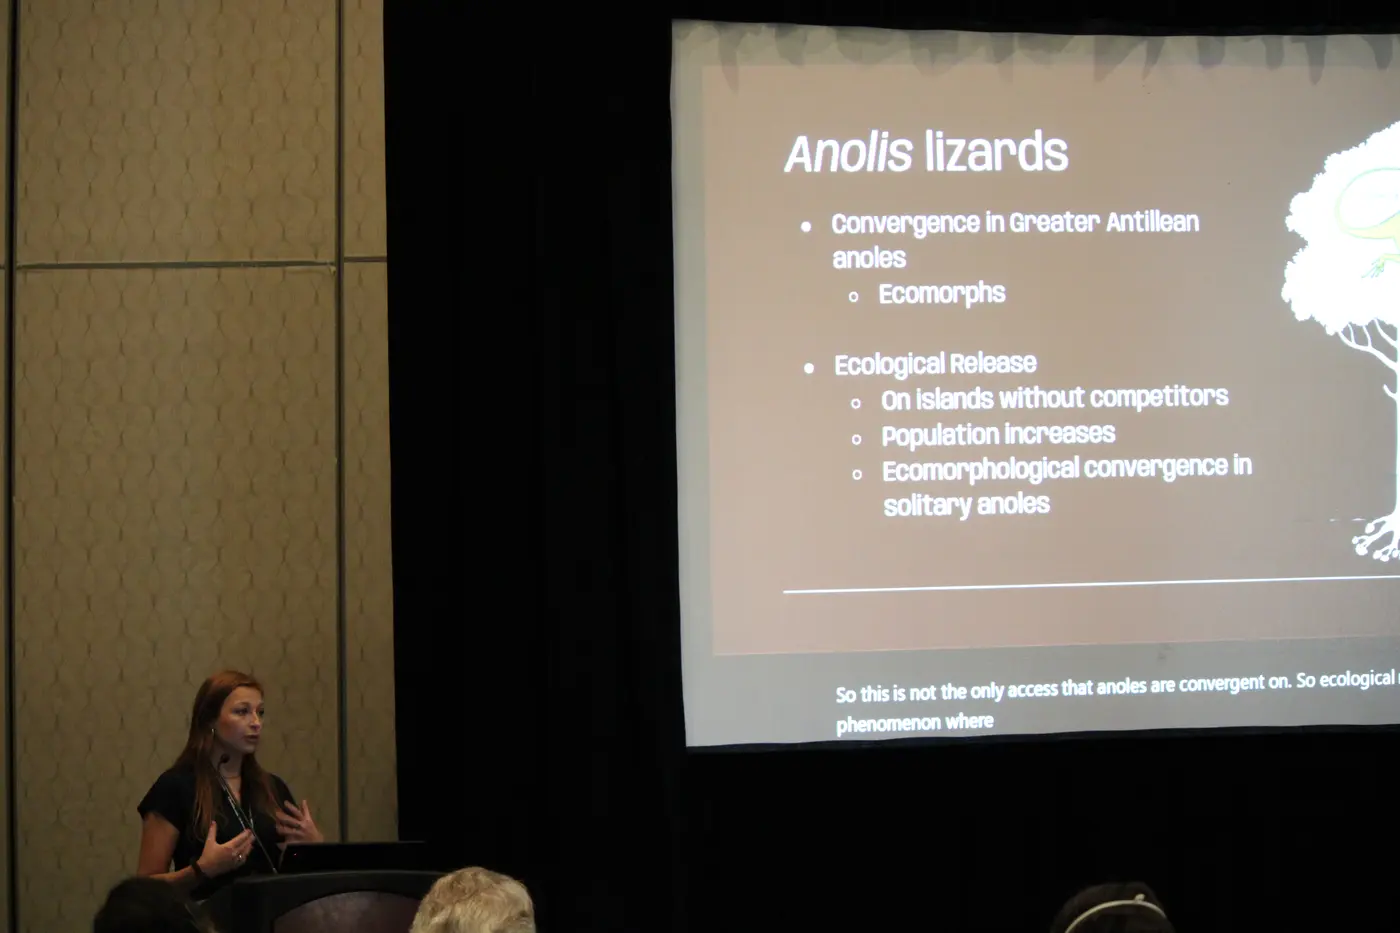 Anolis lizards
Convergence in Greater Antillean
anoles
Ecomorphs
Ecological Release
On islands without competitors
Population increases
Ecomorphological convergence in
solitary anoles
So this is not the only access that anoles are convergent on. So ecological
phenomenon where